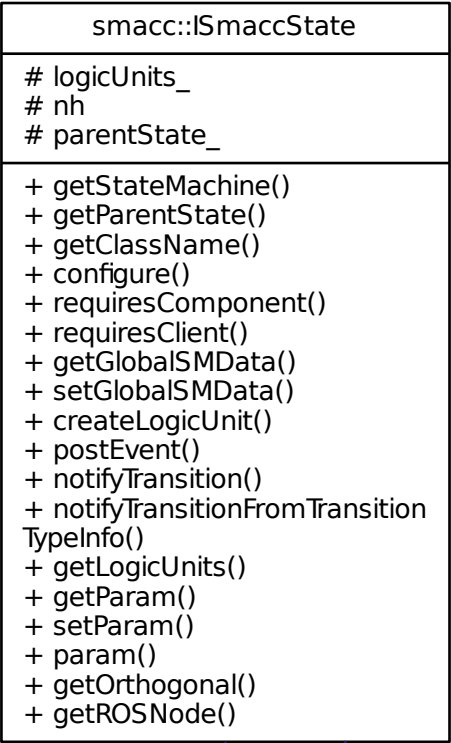 smacc::ISmaccState
# logicUnits_
# nh
# parentState_
+ getStateMachine()
+ getParentState()
+ getClassName()
+ configure()
+ requiresComponent()
+ requiresClient()
+ getGlobalSMData()
+ setGlobalSMData()
+ createLogicUnit()
+ postEvent()
+ notifyTransition()
+ notifyTransitionFromTransition
TypeInfo()
+ getLogicUnits()
+ getParam()
+ setParam()
+ param()
+ getOrthogonal()
+ getROSNode()